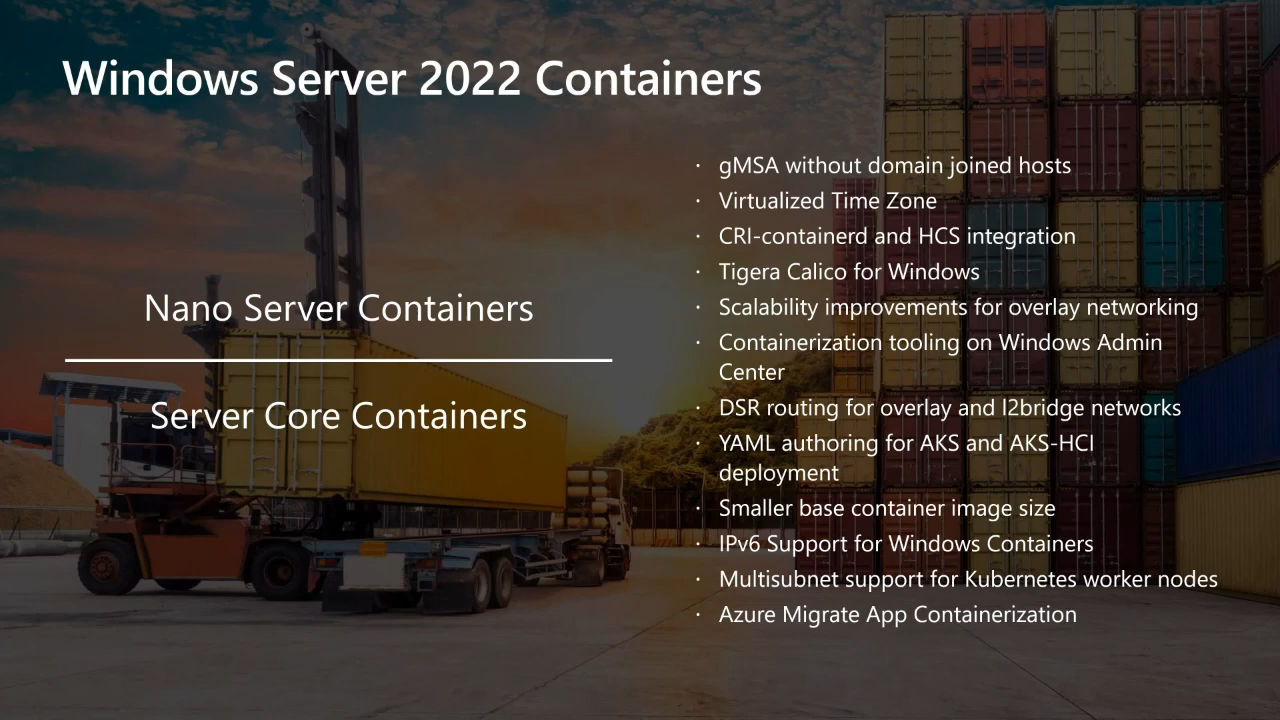 Windows Server 2022 Containers
Nano Server Containers
Server Core Containers
· gMSA without domain joined hosts
· Virtualized Time Zone
· CRI-containerd and HCS integration
· Tigera Calico for Windows
· Scalability improvements for overlay networking
· Containerization tooling on Windows Admin
Center
· DSR routing for overlay and l2bridge networks
· YAML authoring for AKS and AKS-HCI
deployment
· Smaller base container image size
· IPv6 Support for Windows Containers
· Multisubnet support for Kubernetes worker nodes
· Azure Migrate App Containerization